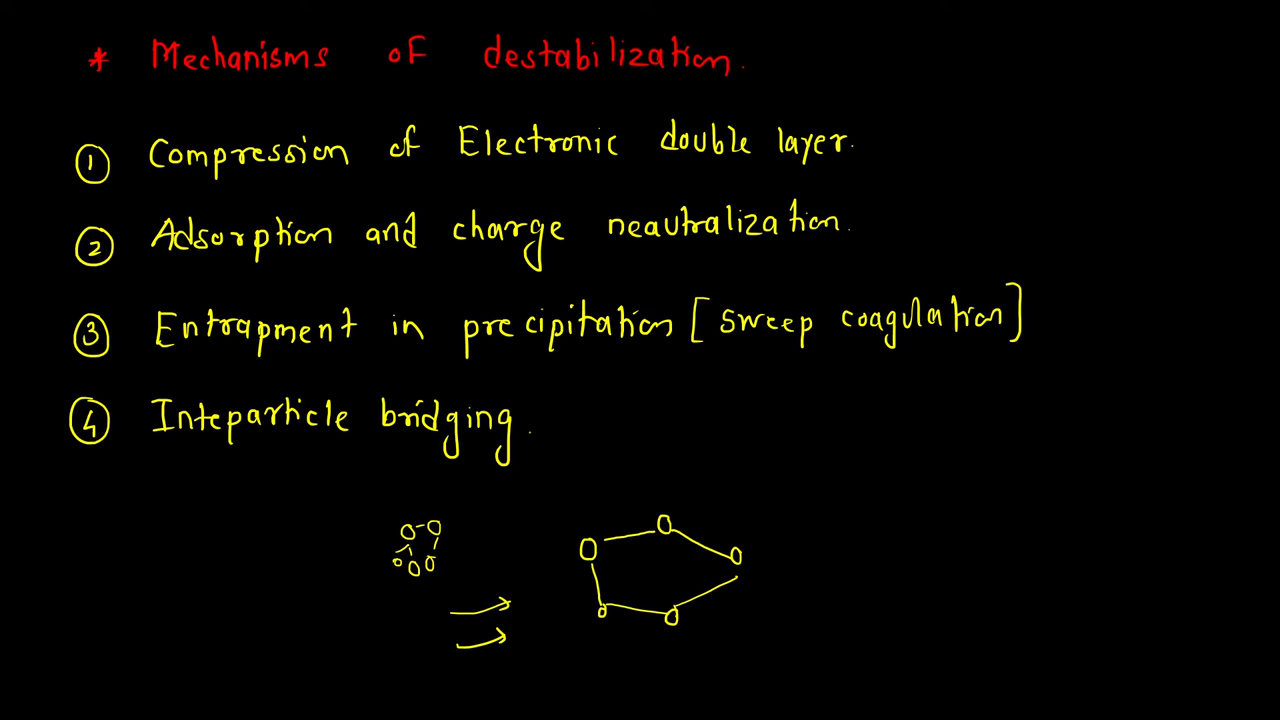 * Mechanisms of destabilization.
① Compression of Electronic double layer.
② Adsorption and charge neautralization.
③ Entrapment in precipitation [sweep coagulation]
④ Inteparticle bridging.